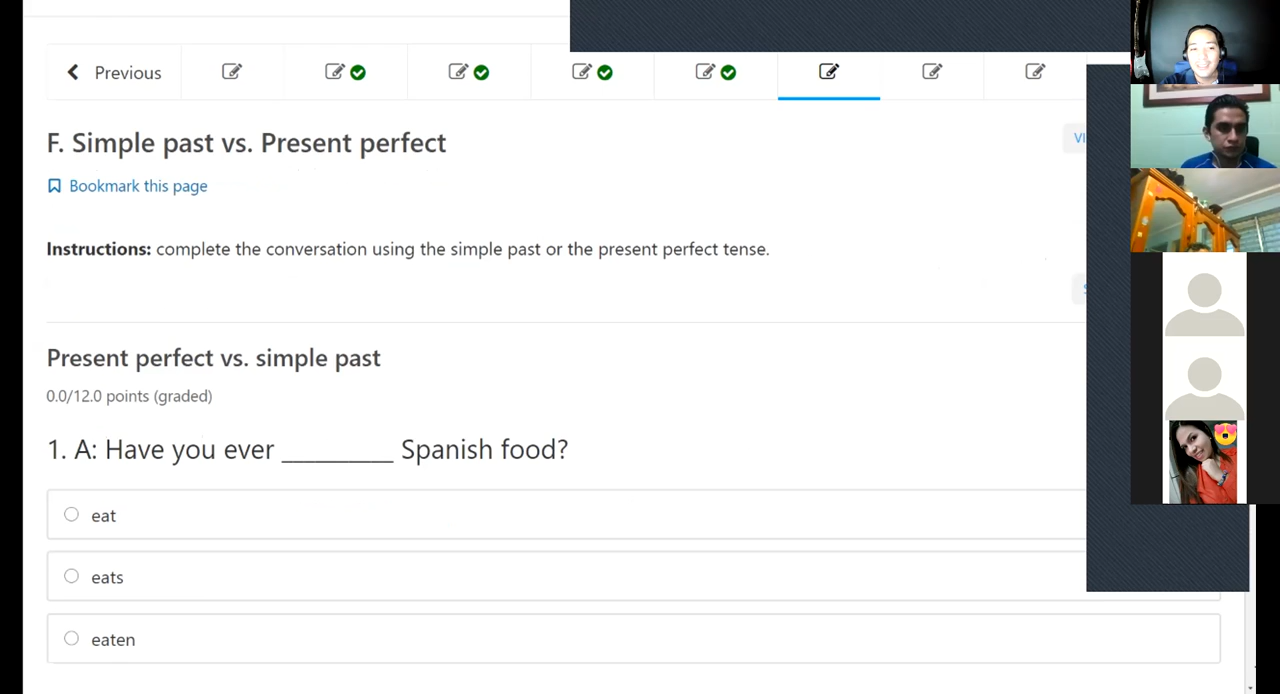 Previous
F. Simple past vs. Present perfect
Bookmark this page
Instructions: complete the conversation using the simple past or the present perfect tense.
Present perfect vs. simple past
0.0/12.0 points (graded)
1. A: Have you ever _________ Spanish food?
eat
eats
eaten